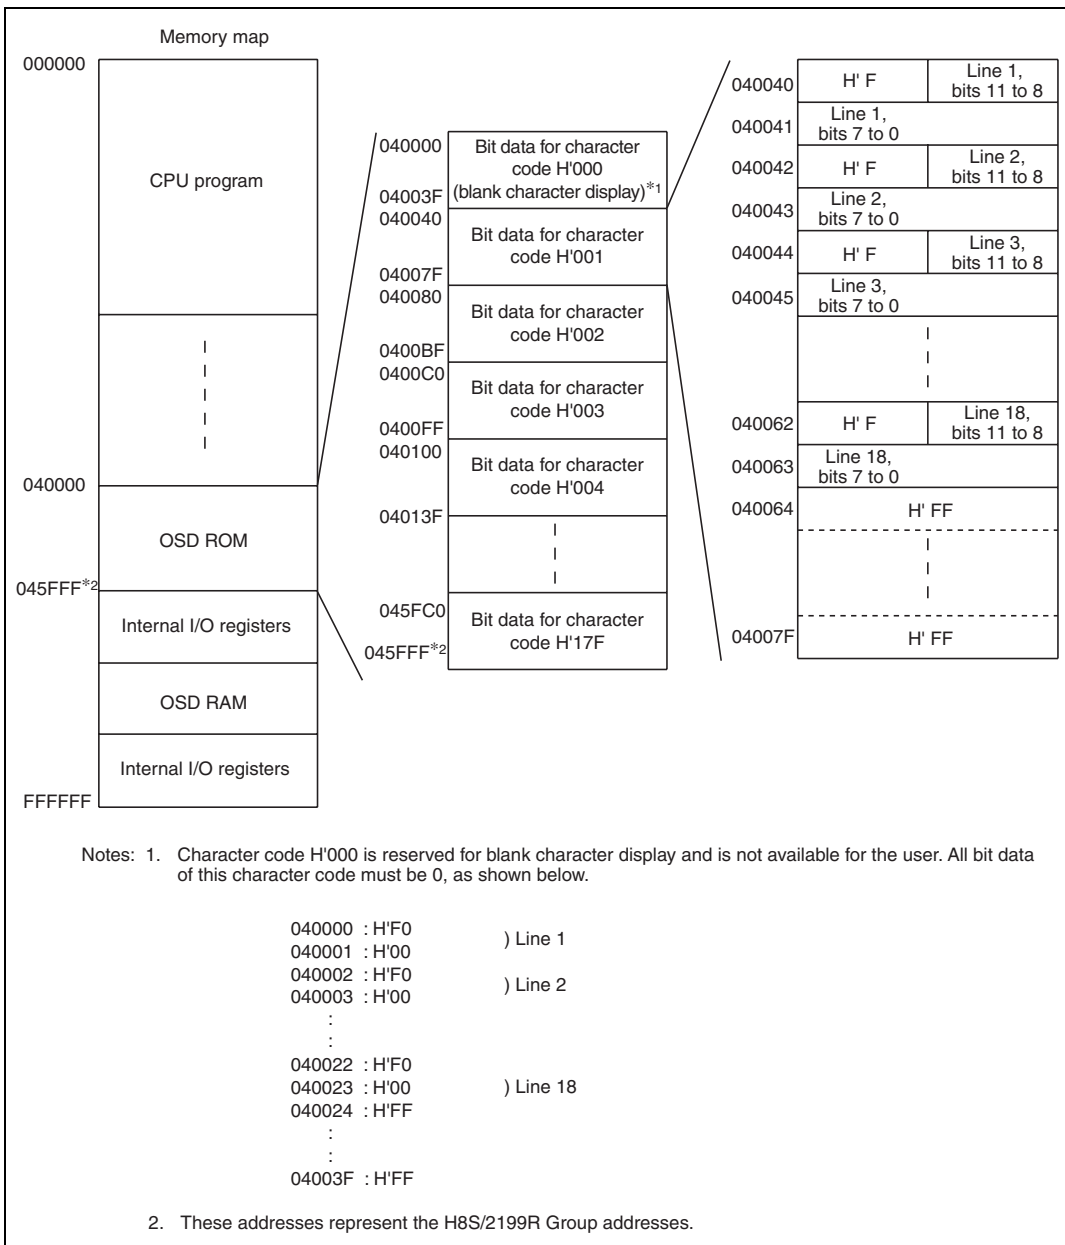 Memory map
000000
CPU program
040000
OSD ROM
045FFF*2
Internal I/O registers
OSD RAM
Internal I/O registers
FFFFFF
040000
Bit data for character
code H'000
(blank character display)*1
04003F
040040
Bit data for character
code H'001
04007F
040080
Bit data for character
code H'002
0400BF
0400C0
Bit data for character
code H'003
0400FF
040100
Bit data for character
code H'004
04013F
045FC0
Bit data for character
code H'17F
045FFF*2
040040
H' F
Line 1,
bits 11 to 8
040041
Line 1,
bits 7 to 0
040042
H' F
Line 2,
bits 11 to 8
040043
Line 2,
bits 7 to 0
040044
H' F
Line 3,
bits 11 to 8
040045
Line 3,
bits 7 to 0
040062
H' F
Line 18,
bits 11 to 8
040063
Line 18,
bits 7 to 0
040064
H' FF
04007F
H' FF
Notes: 1. Character code H'000 is reserved for blank character display and is not available for the user. All bit data
of this character code must be 0, as shown below.
040000 : H'F0
040001 : H'00
) Line 1
040002 : H'F0
040003 : H'00
) Line 2
:
:
040022 : H'F0
040023 : H'00
) Line 18
040024 : H'FF
:
:
04003F : H'FF
2. These addresses represent the H8S/2199R Group addresses.